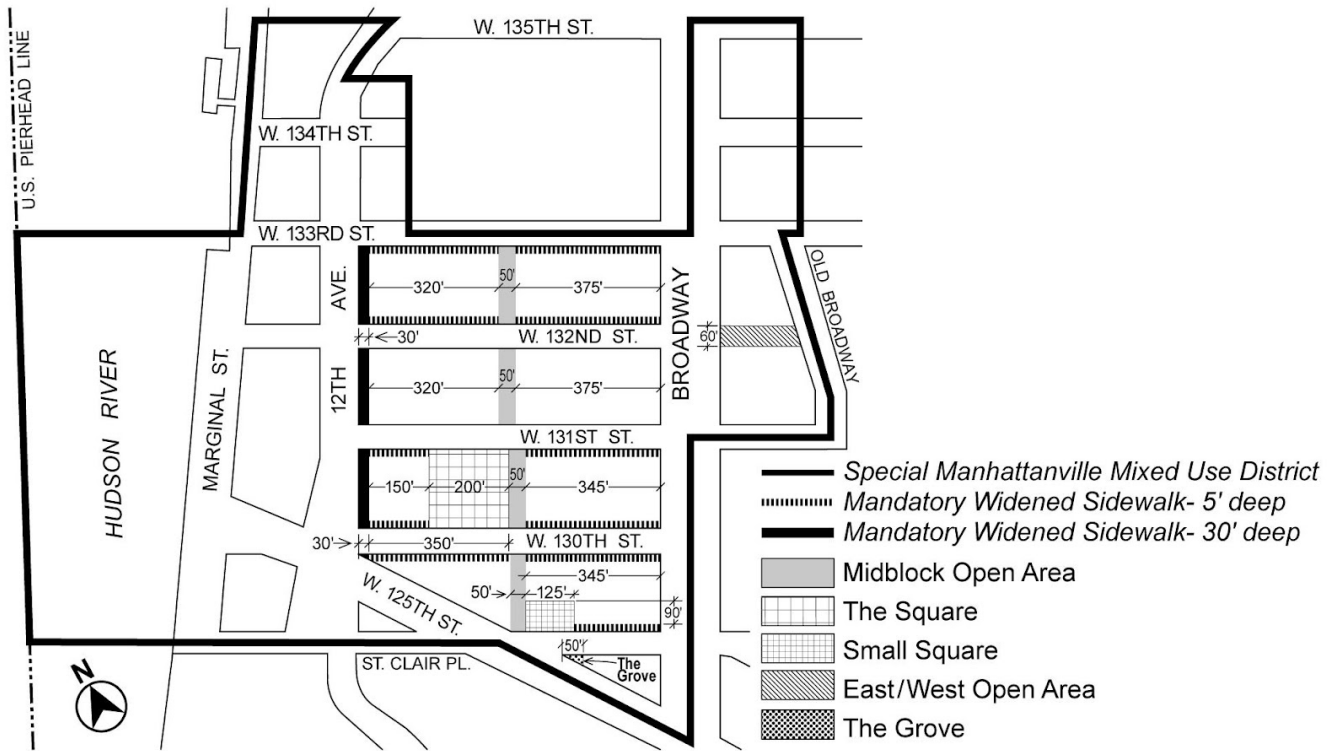 W. 135TH ST.
U.S. PIERHEAD LINE
W. 134TH ST.
W. 133RD ST.
320'
50'
375'
AVE.
BROADWAY
OLD BROADWAY
30'
W. 132ND ST.
60'
HUDSON RIVER
MARGINAL ST.
12TH
320'
50'
375'
W. 131ST ST.
150'
200'
50'
345'
30'
350'
W. 130TH ST.
345'
W. 125TH ST.
50'
125'
90'
50'
The
Grove
ST. CLAIR PL.
N
Special Manhattanville Mixed Use District
Mandatory Widened Sidewalk- 5' deep
Mandatory Widened Sidewalk- 30' deep
Midblock Open Area
The Square
Small Square
East/West Open Area
The Grove